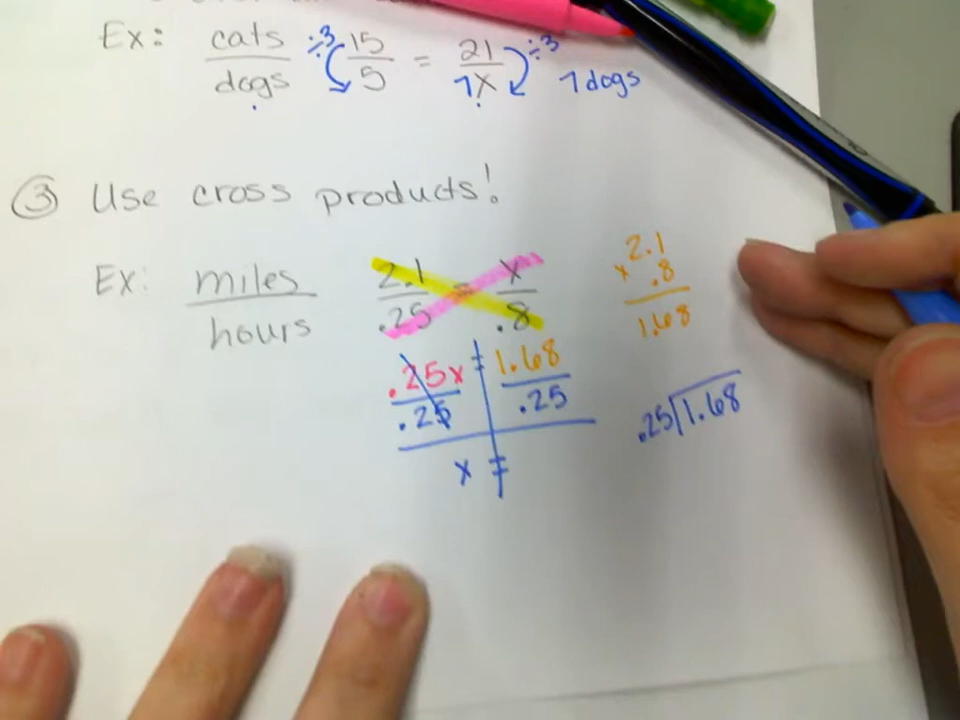 Ex: cats ÷3 15 = 21 ÷3
dogs 5 7x 7 dogs
③ Use cross products!
Ex: miles 2.1 = x
hours .25 .8
2.1
x .8
1.68
.25x = 1.68
.25 .25
x =
.25 1.68